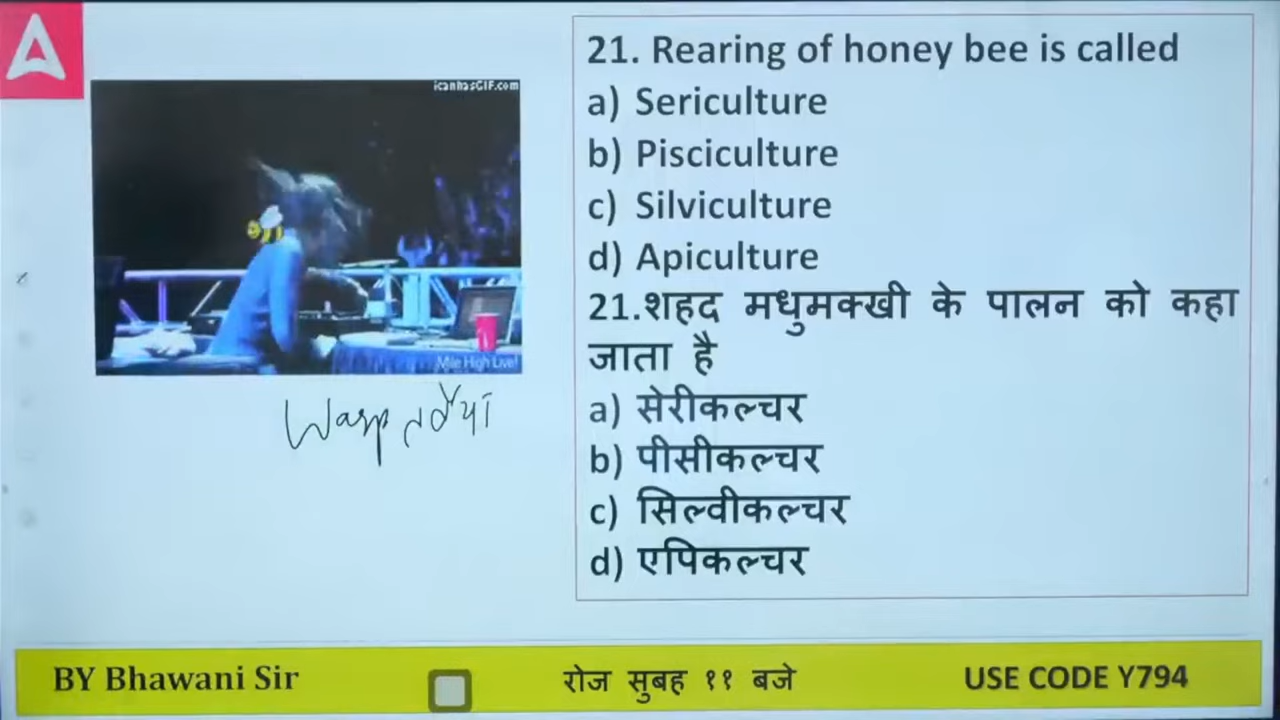 icanhasGIF.com
Mile High Live!
Wasp ततैया
21. Rearing of honey bee is called
a) Sericulture
b) Pisciculture
c) Silviculture
d) Apiculture
21.शहद मधुमक्खी के पालन को कहा
जाता है
a) सेरीकल्चर
b) पीसीकल्चर
c) सिल्वीकल्चर
d) एपिकल्चर
BY Bhawani Sir
रोज सुबह ११ बजे
USE CODE Y794